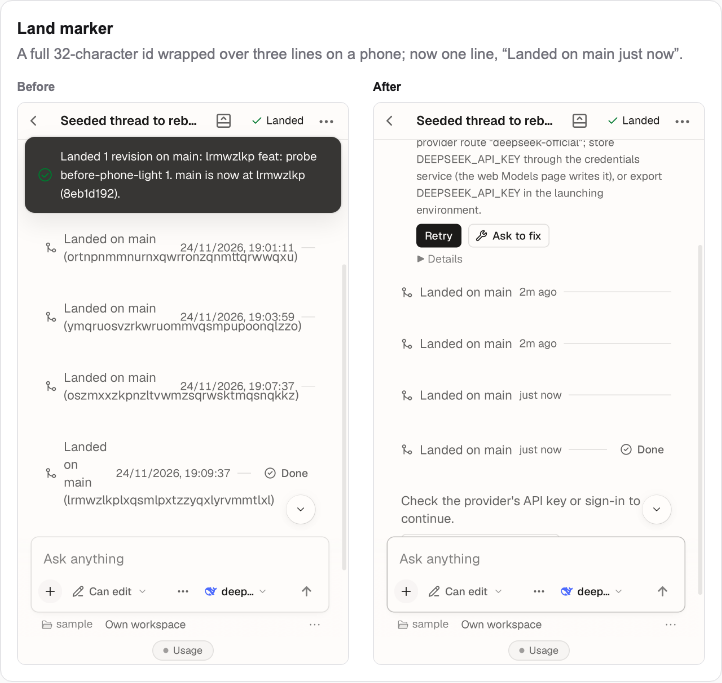 Land marker
A full 32-character id wrapped over three lines on a phone; now one line, “Landed on main just now”.
Before
Seeded thread to reb...
Landed
Landed 1 revision on main: lrmwzlkp feat: probe
before-phone-light 1. main is now at lrmwzlkp
(8eb1d192).
Landed on main
(ortnpnmmnurnxqwrronzqnmttqrwwqxu)
24/11/2026, 19:01:11
Landed on main
(ymqruosvzrkwruommvqsmpupoonqlzzo)
24/11/2026, 19:03:59
Landed on main
(oszmxxzkpnzltvwmzsqrwsktmqsnqkkz)
24/11/2026, 19:07:37
Landed
on
main
(lrmwzlkplxqsmlpxtzzyqxlyrvmmtlxl)
24/11/2026, 19:09:37
Done
Ask anything
Can edit
deep...
sample Own workspace
Usage
After
Seeded thread to reb...
Landed
provider route "deepseek-official"; store
DEEPSEEK_API_KEY through the credentials
service (the web Models page writes it), or export
DEEPSEEK_API_KEY in the launching
environment.
Retry
Ask to fix
Details
Landed on main 2m ago
Landed on main 2m ago
Landed on main just now
Landed on main just now
Done
Check the provider's API key or sign-in to
continue.
Ask anything
Can edit
deep...
sample Own workspace
Usage